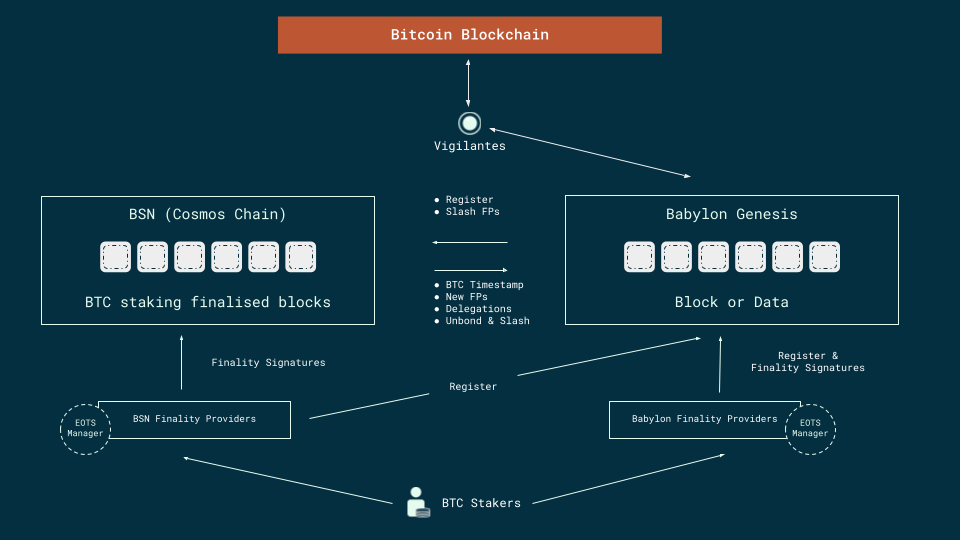 Bitcoin Blockchain
Vigilantes
BSN (Cosmos Chain)
BTC staking finalised blocks
● Register
● Slash FPs
● BTC Timestamp
● New FPs
● Delegations
● Unbond & Slash
Babylon Genesis
Block or Data
Finality Signatures
Register
Register &
Finality Signatures
EOTS
Manager
BSN Finality Providers
Babylon Finality Providers
EOTS
Manager
BTC Stakers